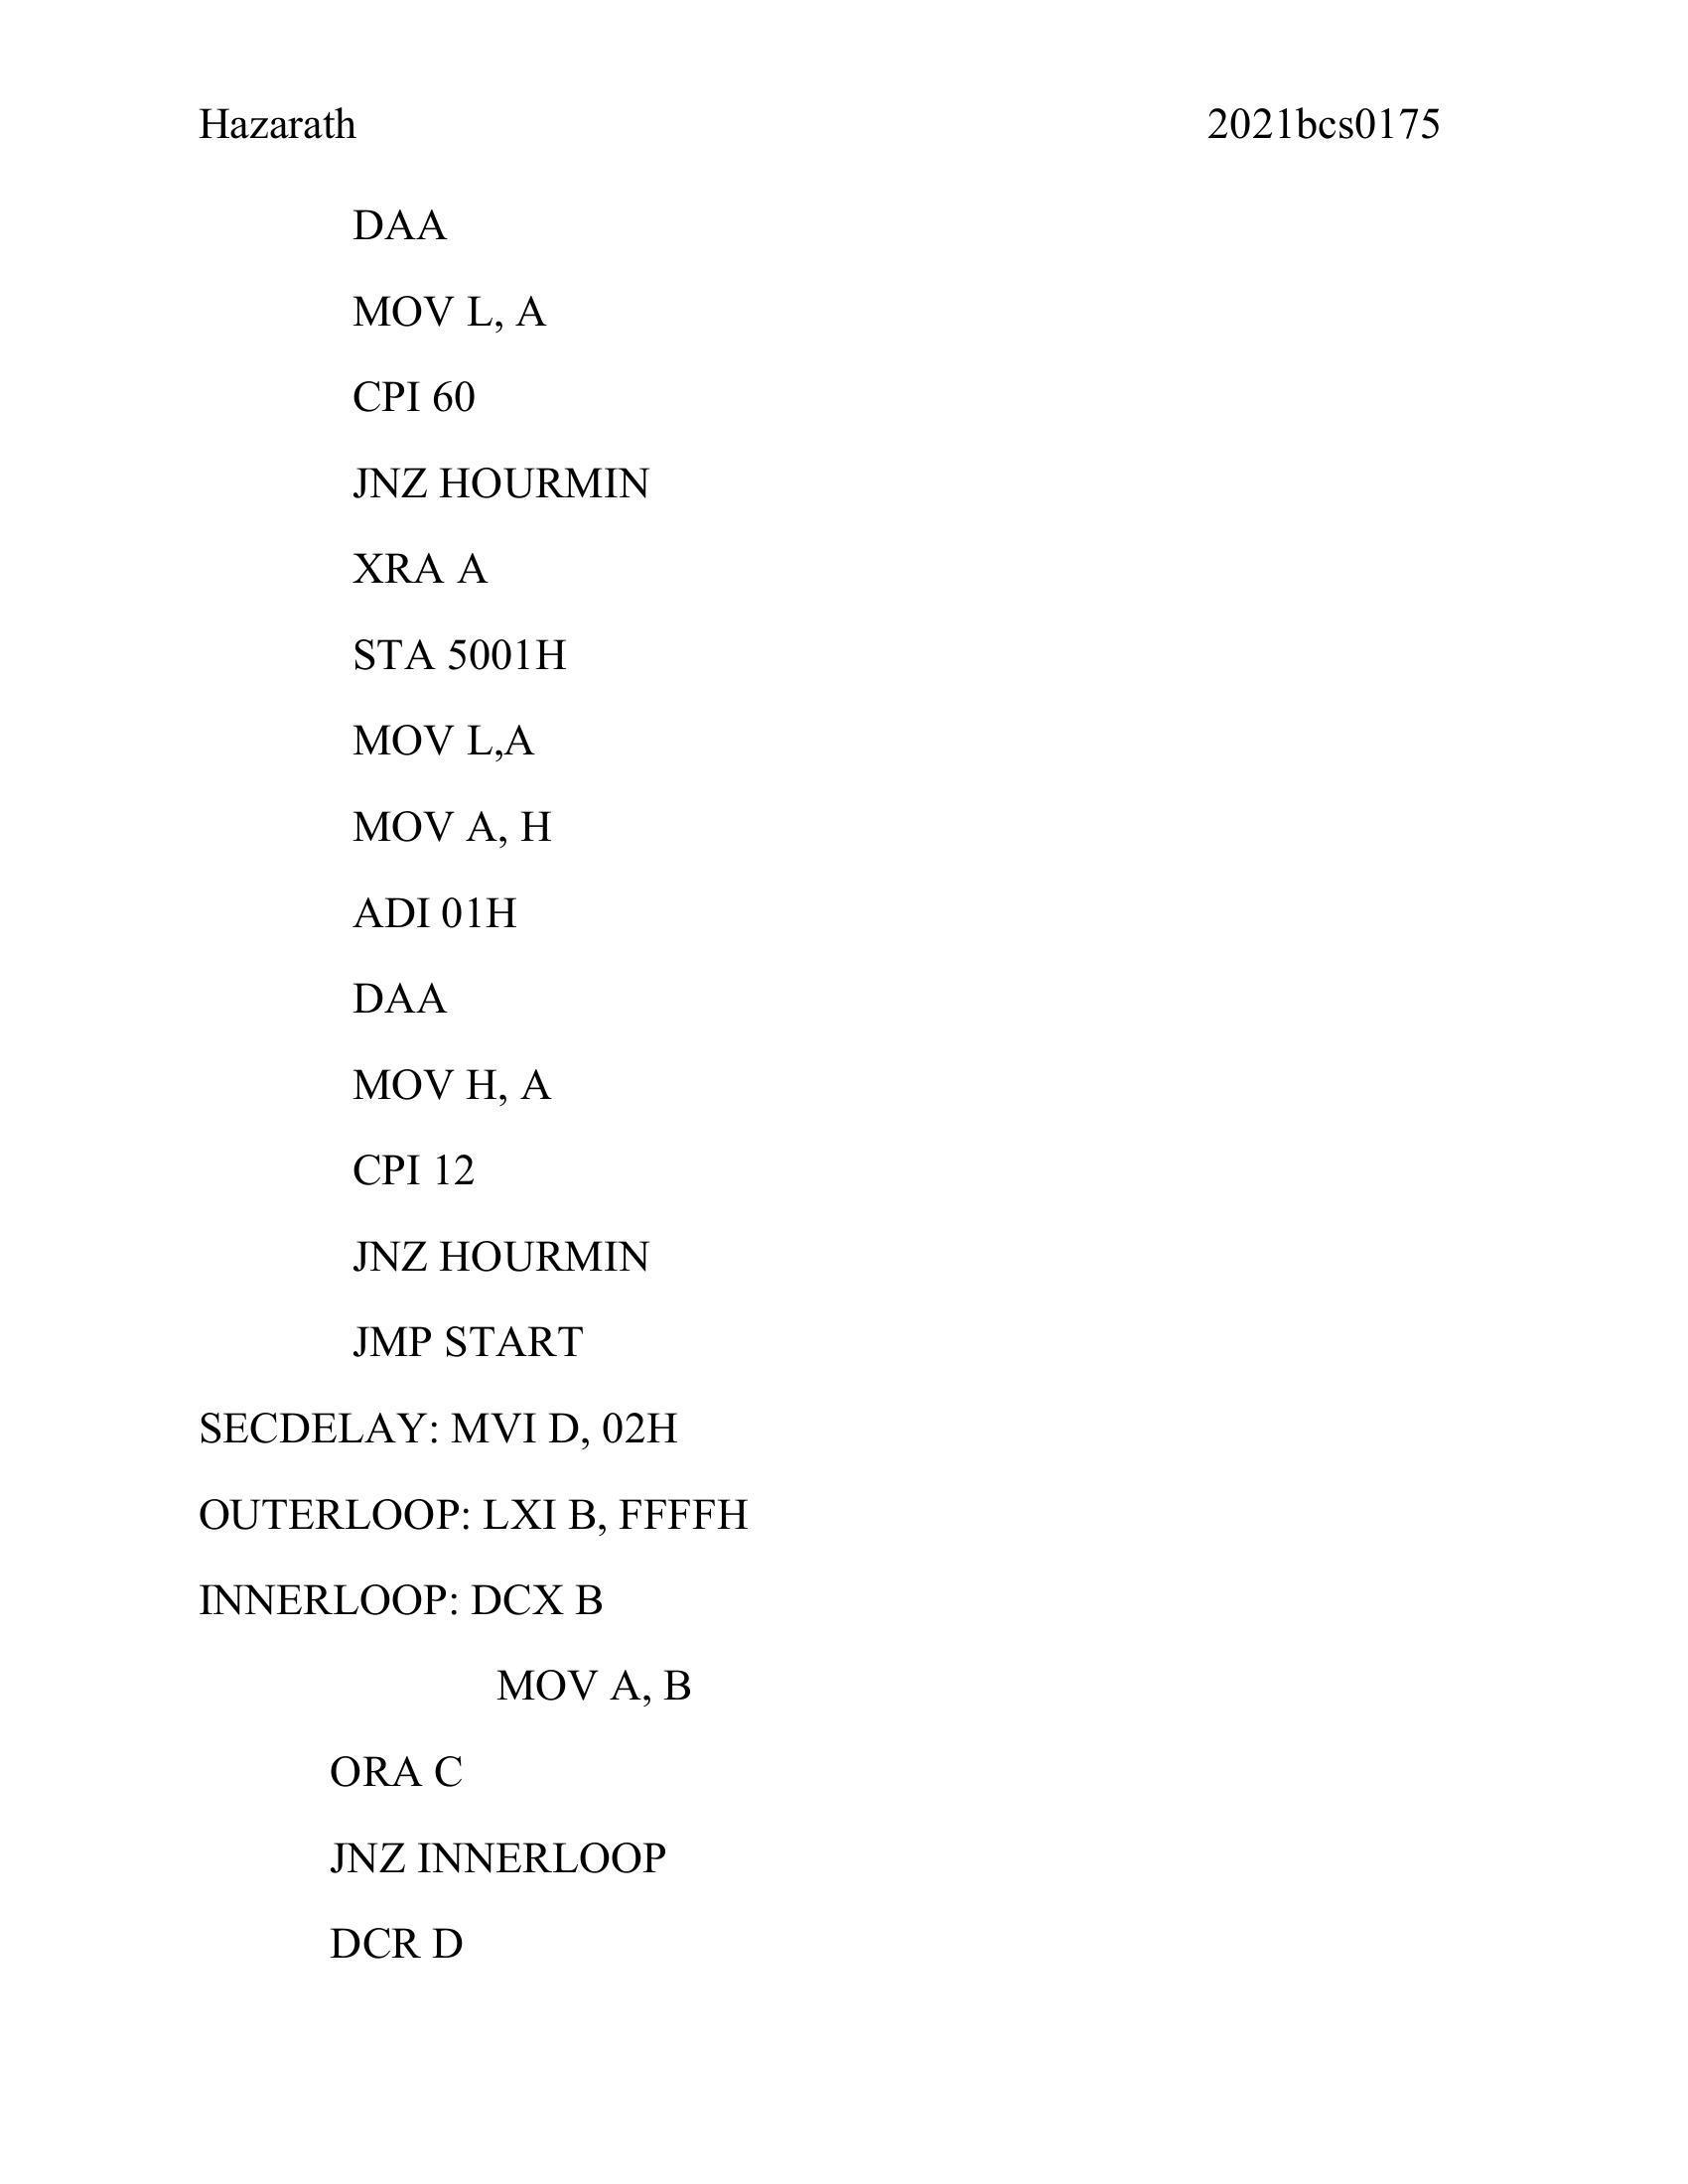 Hazarath 2021bcs0175
DAA
MOV L, A
CPI 60
JNZ HOURMIN
XRA A
STA 5001H
MOV L,A
MOV A, H
ADI 01H
DAA
MOV H, A
CPI 12
JNZ HOURMIN
JMP START
SECDELAY: MVI D, 02H
OUTERLOOP: LXI B, FFFFH
INNERLOOP: DCX B
MOV A, B
ORA C
JNZ INNERLOOP
DCR D